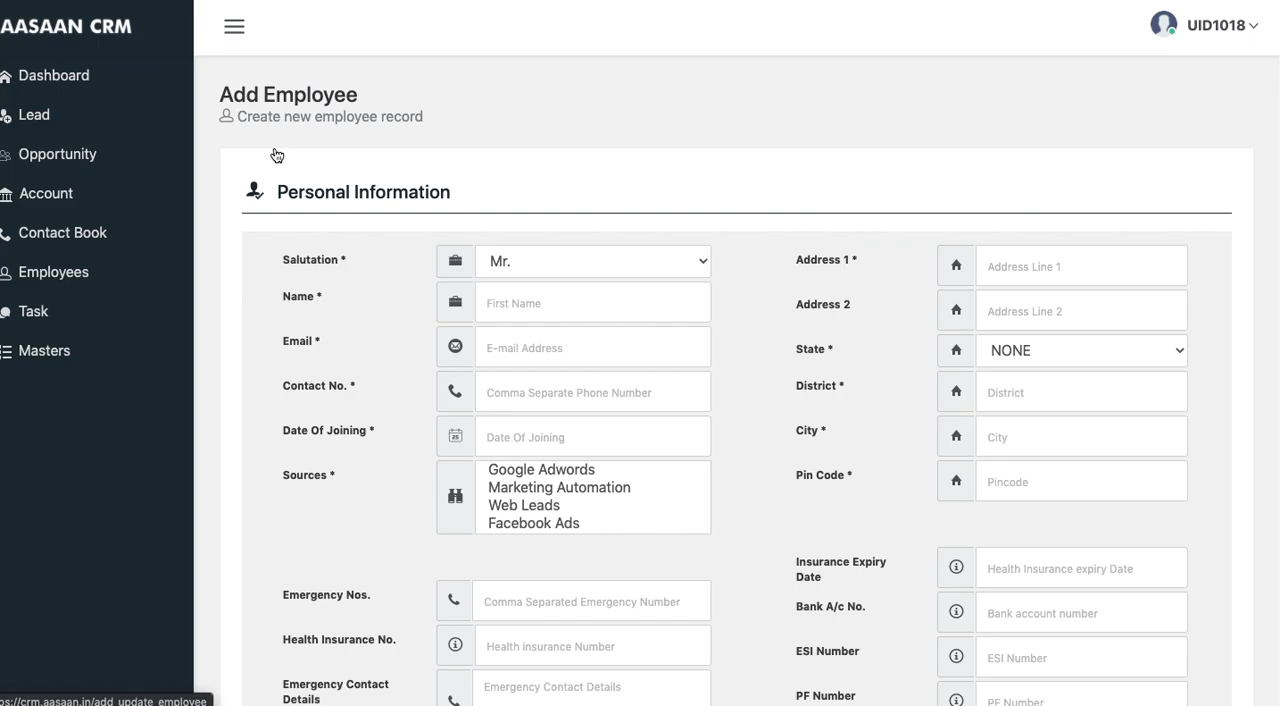 AASAAN CRM
UID1018
Dashboard
Lead
Opportunity
Account
Contact Book
Employees
Task
Masters
Add Employee
Create new employee record
Personal Information
Salutation *
Mr.
Name *
First Name
Email *
E-mail Address
Contact No. *
Comma Separate Phone Number
Date Of Joining *
25
Date Of Joining
Sources *
Google Adwords
Marketing Automation
Web Leads
Facebook Ads
Emergency Nos.
Comma Separated Emergency Number
Health Insurance No.
Health insurance Number
Emergency Contact
Details
Emergency Contact Details
Address 1 *
Address Line 1
Address 2
Address Line 2
State *
NONE
District *
District
City *
City
Pin Code *
Pincode
Insurance Expiry
Date
Health Insurance expiry Date
Bank A/c No.
Bank account number
ESI Number
ESI Number
PF Number
PF Number
ps://crm.aasaan.in/add_update_employee